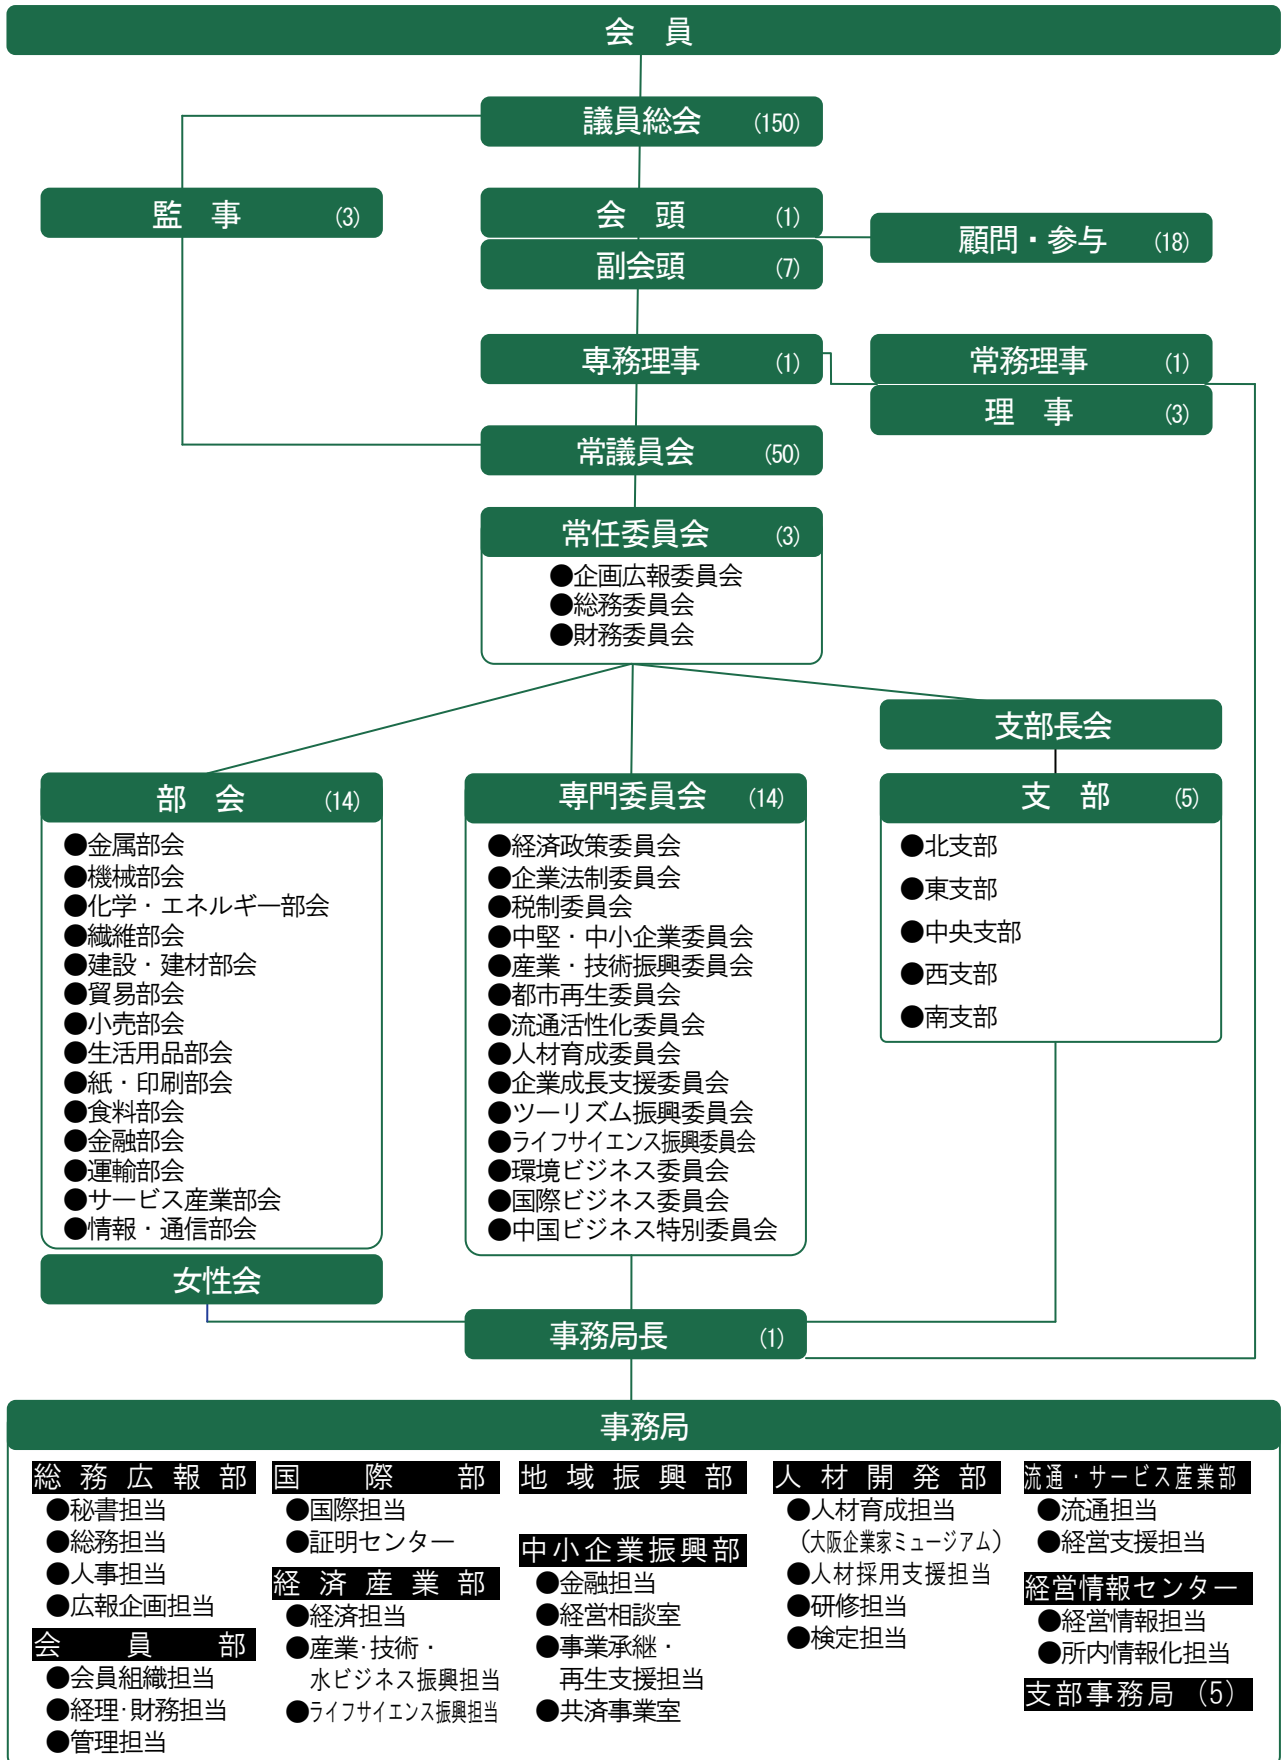 会　員
議員総会　(150)
監　事　(3)
会　頭　(1)
副会頭　(7)
顧問・参与　(18)
専務理事　(1)
常務理事　(1)
理　事　(3)
常議員会　(50)
常任委員会　(3)
●企画広報委員会
●総務委員会
●財務委員会
部　会　(14)
●金属部会
●機械部会
●化学・エネルギー部会
●繊維部会
●建設・建材部会
●貿易部会
●小売部会
●生活用品部会
●紙・印刷部会
●食料部会
●金融部会
●運輸部会
●サービス産業部会
●情報・通信部会
女性会
専門委員会　(14)
●経済政策委員会
●企業法制委員会
●税制委員会
●中堅・中小企業委員会
●産業・技術振興委員会
●都市再生委員会
●流通活性化委員会
●人材育成委員会
●企業成長支援委員会
●ツーリズム振興委員会
●ライフサイエンス振興委員会
●環境ビジネス委員会
●国際ビジネス委員会
●中国ビジネス特別委員会
支部長会
支　部　(5)
●北支部
●東支部
●中央支部
●西支部
●南支部
事務局長　(1)
事務局
総務広報部
●秘書担当
●総務担当
●人事担当
●広報企画担当
会員部
●会員組織担当
●経理・財務担当
●管理担当
国際部
●国際担当
●証明センター
経済産業部
●経済担当
●産業・技術・
水ビジネス振興担当
●ライフサイエンス振興担当
地域振興部
中小企業振興部
●金融担当
●経営相談室
●事業承継・
再生支援担当
●共済事業室
人材開発部
●人材育成担当
（大阪企業家ミュージアム）
●人材採用支援担当
●研修担当
●検定担当
流通・サービス産業部
●流通担当
●経営支援担当
経営情報センター
●経営情報担当
●所内情報化担当
支部事務局（5）